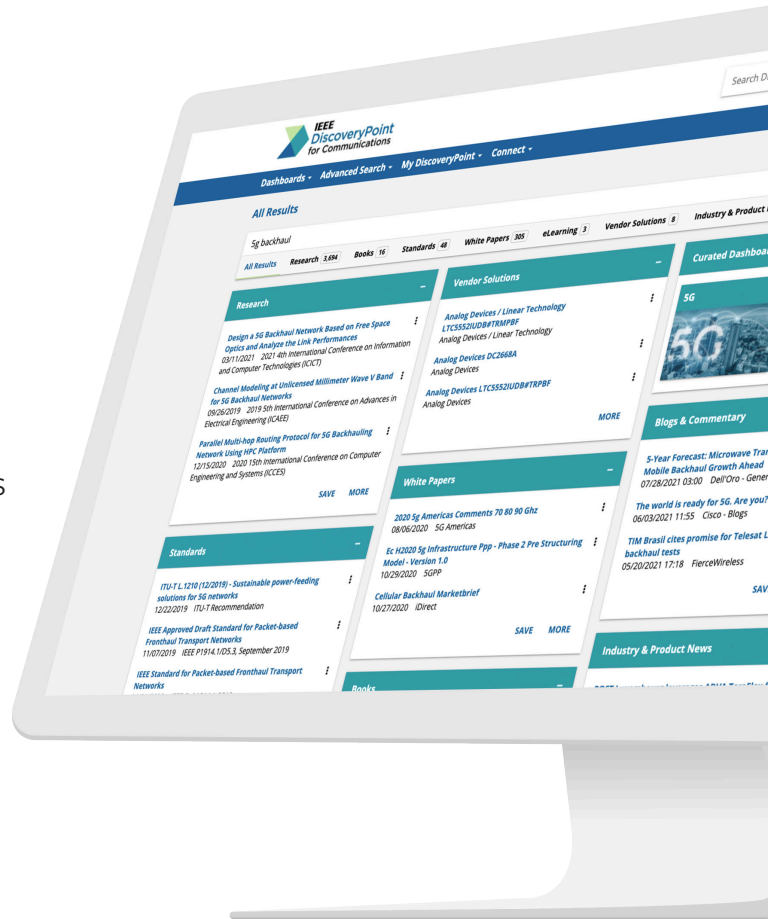 Search D
IEEE
DiscoveryPoint
for Communications
Dashboards
Advanced Search
My DiscoveryPoint
Connect
All Results
5g backhaul
All Results
Research 3,694
Books 16
Standards 48
White Papers 305
eLearning 3
Vendor Solutions 8
Industry & Product
Research
Design a 5G Backhaul Network Based on Free Space
Optics and Analyze the Link Performances
03/11/2021 2021 4th International Conference on Information
and Computer Technologies (ICICT)
Channel Modeling at Unlicensed Millimeter Wave V Band
for 5G Backhaul Networks
09/26/2019 2019 5th International Conference on Advances in
Electrical Engineering (ICAEE)
Parallel Multi-hop Routing Protocol for 5G Backhauling
Network Using HPC Platform
12/15/2020 2020 15th International Conference on Computer
Engineering and Systems (ICCES)
SAVE MORE
Standards
ITU-T L.1210 (12/2019) - Sustainable power-feeding
solutions for 5G networks
12/22/2019 ITU-T Recommendation
IEEE Approved Draft Standard for Packet-based
Fronthaul Transport Networks
11/07/2019 IEEE P1914.1/D5.3, September 2019
IEEE Standard for Packet-based Fronthaul Transport
Networks
Vendor Solutions
Analog Devices / Linear Technology
LTC5552IUDB#TRMPBF
Analog Devices / Linear Technology
Analog Devices DC2668A
Analog Devices
Analog Devices LTC5552IUDB#TRPBF
Analog Devices
MORE
White Papers
2020 5g Americas Comments 70 80 90 Ghz
08/06/2020 5G Americas
Ec H2020 5g Infrastructure Ppp - Phase 2 Pre Structuring
Model - Version 1.0
10/29/2020 5GPP
Cellular Backhaul Marketbrief
10/27/2020 iDirect
SAVE MORE
Books
Curated Dashboa
5G
5G
Blogs & Commentary
5-Year Forecast: Microwave Tran
Mobile Backhaul Growth Ahead
07/28/2021 03:00 Dell'Oro - Gener
The world is ready for 5G. Are you?
06/03/2021 11:55 Cisco - Blogs
TIM Brasil cites promise for Telesat L
backhaul tests
05/20/2021 17:18 FierceWireless
SAV
Industry & Product News
s